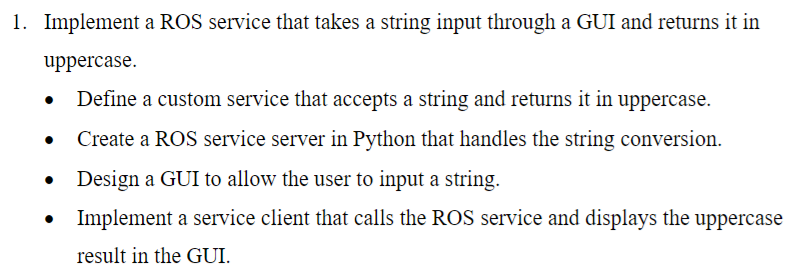 1. Implement a ROS service that takes a string input through a GUI and returns it in
uppercase.
• Define a custom service that accepts a string and returns it in uppercase.
• Create a ROS service server in Python that handles the string conversion.
• Design a GUI to allow the user to input a string.
• Implement a service client that calls the ROS service and displays the uppercase
result in the GUI.